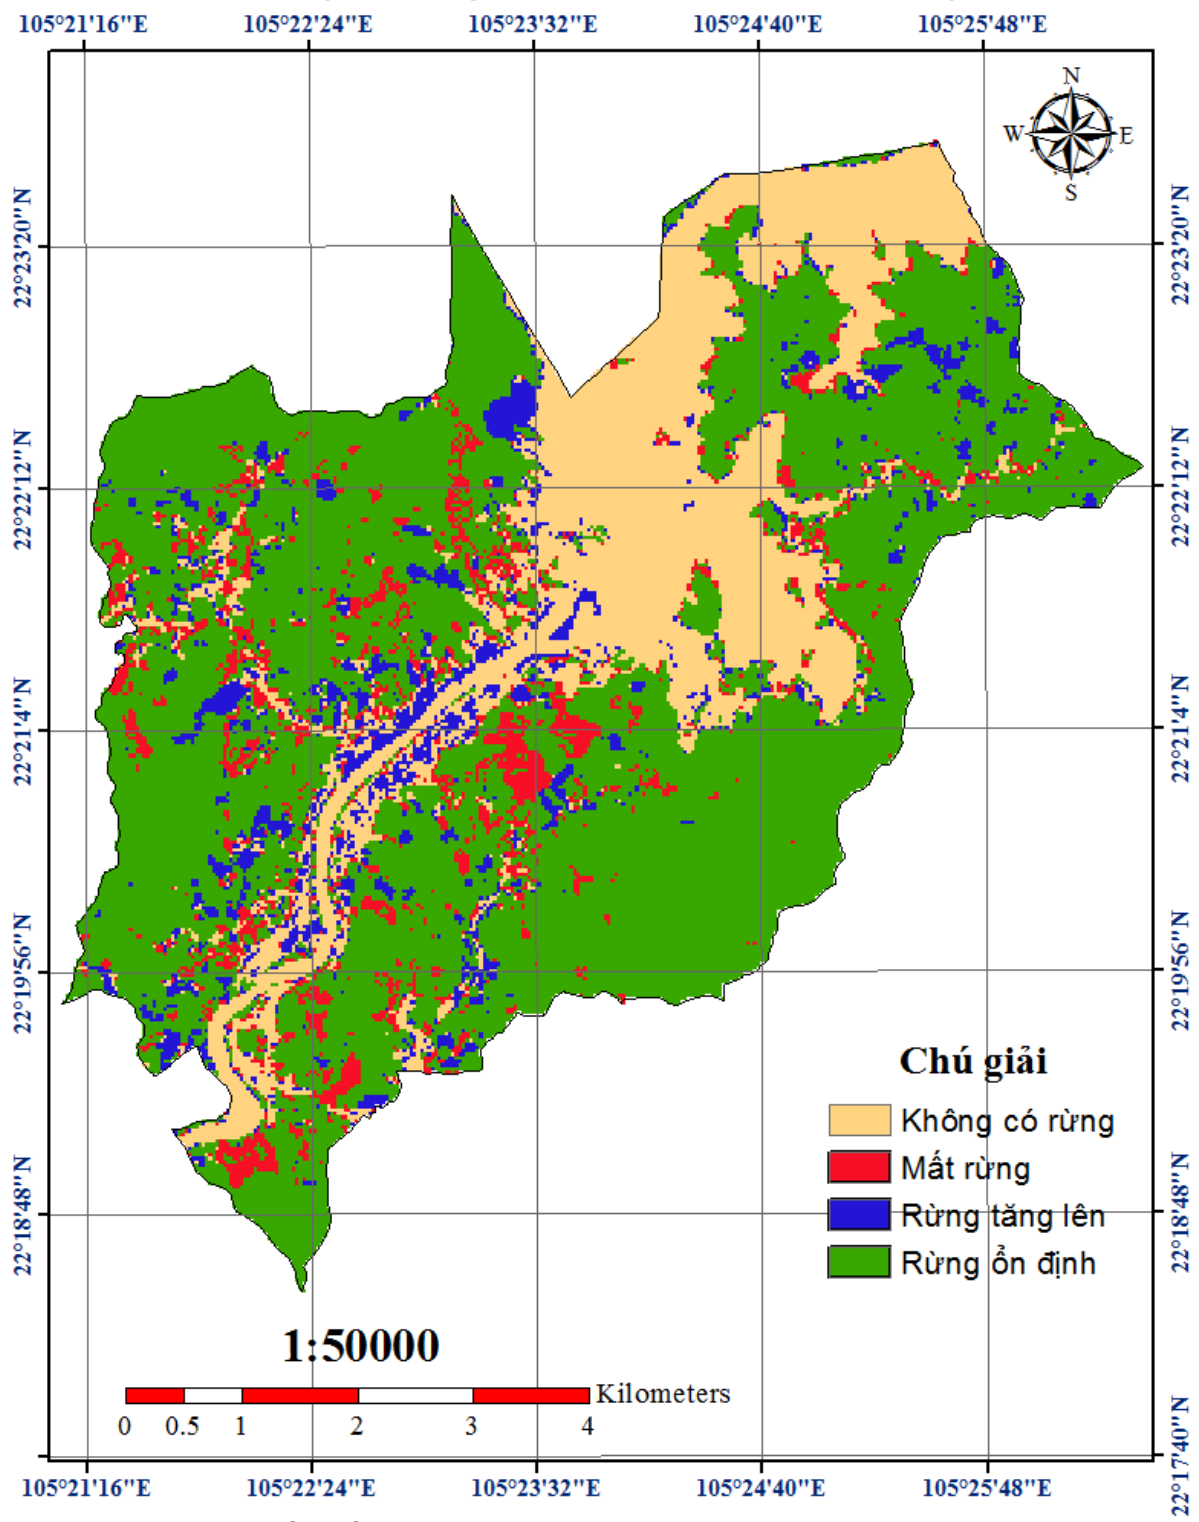 105°21'16"E 105°22'24"E 105°23'32"E 105°24'40"E 105°25'48"E
N
W E
S
22°23'20"N 22°23'20"N
22°22'12"N 22°22'12"N
22°21'4"N 22°21'4"N
22°19'56"N 22°19'56"N
Chú giải
Không có rừng
Mất rừng
Rừng tăng lên
Rừng ổn định
22°18'48"N 22°18'48"N
1:50000
Kilometers
0 0.5 1 2 3 4
22°17'40"N
105°21'16"E 105°22'24"E 105°23'32"E 105°24'40"E 105°25'48"E